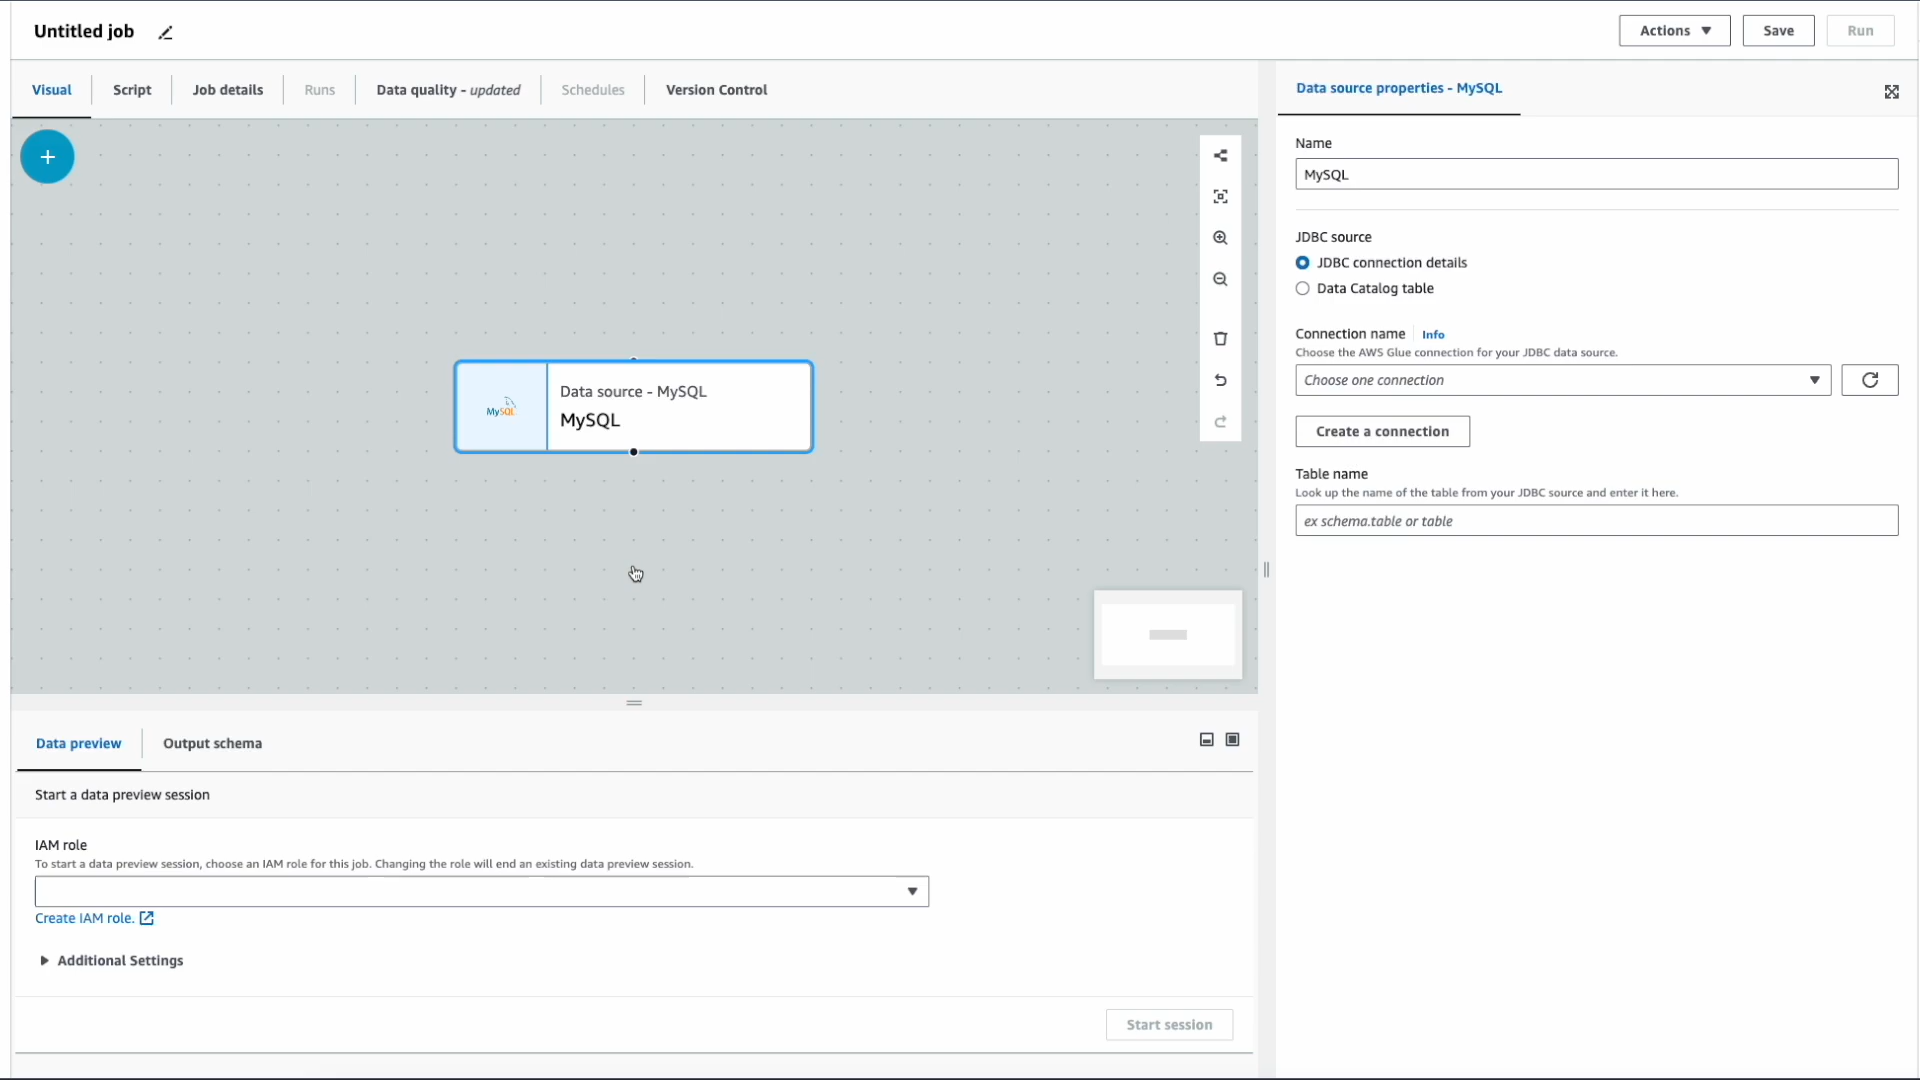 Untitled job
Actions
Save
Run
Visual
Script
Job details
Runs
Data quality - updated
Schedules
Version Control
Data source properties - MySQL
Name
MySQL
JDBC source
JDBC connection details
Data Catalog table
Connection name
Info
Choose the AWS Glue connection for your JDBC data source.
Choose one connection
Create a connection
Table name
Look up the name of the table from your JDBC source and enter it here.
ex schema.table or table
MySQL
Data source - MySQL
MySQL
Data preview
Output schema
Start a data preview session
IAM role
To start a data preview session, choose an IAM role for this job. Changing the role will end an existing data preview session.
Create IAM role.
Additional Settings
Start session